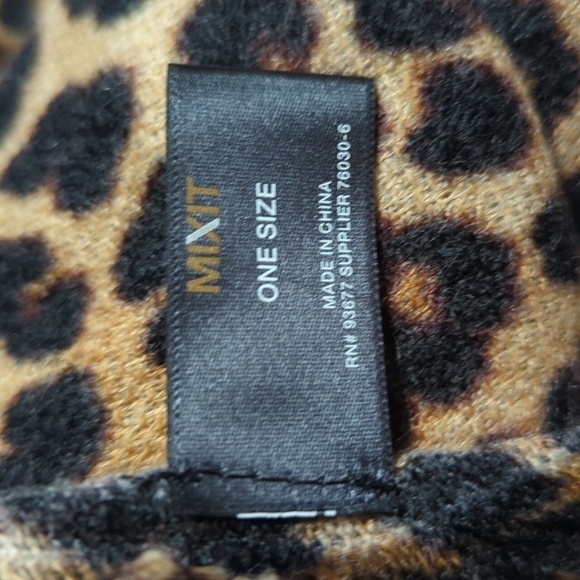 MIXIT
ONE SIZE
MADE IN CHINA
RN# 93677 SUPPLIER 76030-6